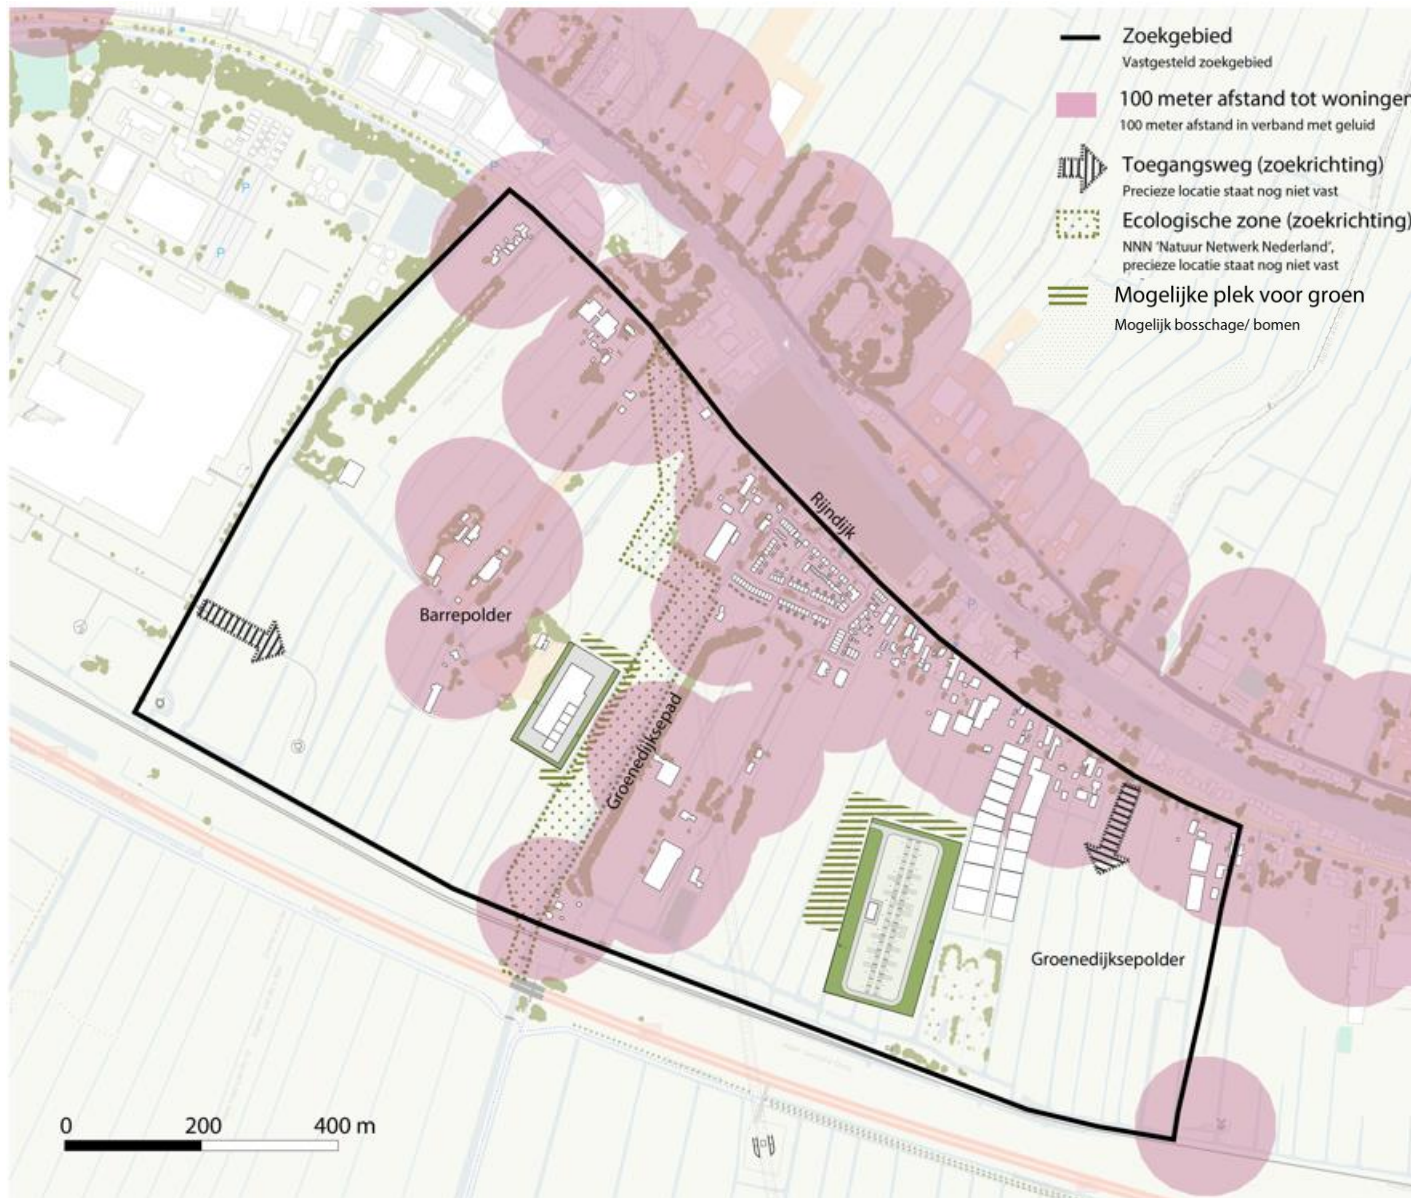 Zoekgebied
Vastgesteld zoekgebied
100 meter afstand tot woningen
100 meter afstand in verband met geluid
Toegangsweg (zoekrichting)
Precieze locatie staat nog niet vast
Ecologische zone (zoekrichting)
NNN ‘Natuur Netwerk Nederland’,
precieze locatie staat nog niet vast
Mogelijke plek voor groen
Mogelijk bosschage/ bomen
P
P
P
P
Rijndijk
P
Barrepolder
Groenedijksepad
Groenedijksepolder
0 200 400 m